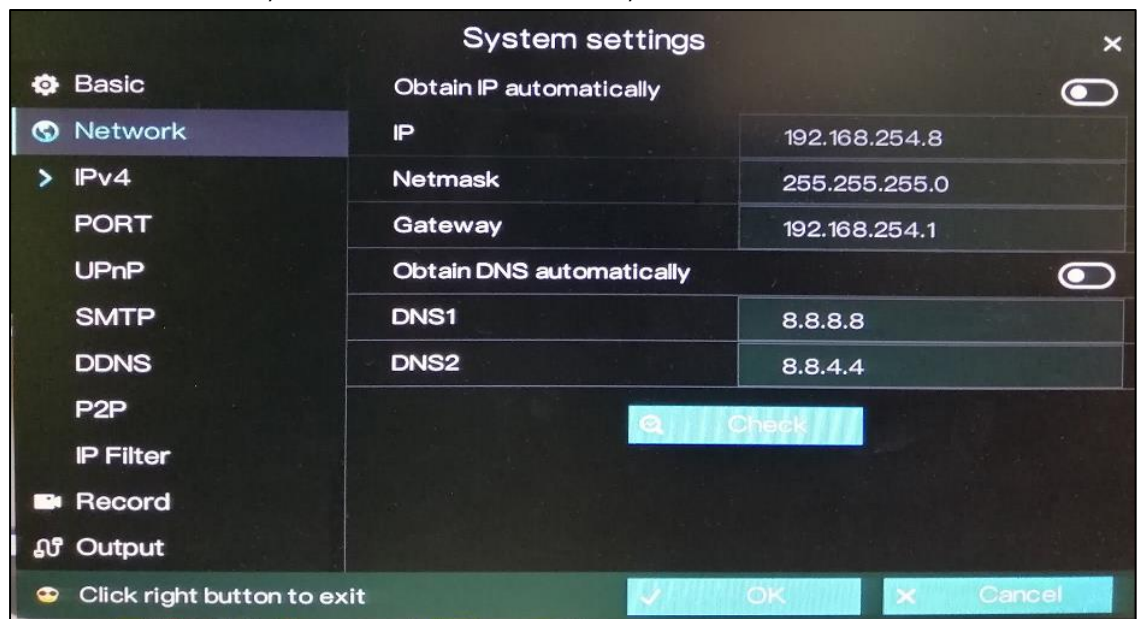 System settings
Basic
Obtain IP automatically
Network
IP
192.168.254.8
IPv4
Netmask
255.255.255.0
PORT
Gateway
192.168.254.1
UPnP
Obtain DNS automatically
SMTP
DNS1
8.8.8.8
DDNS
DNS2
8.8.4.4
P2P
Check
IP Filter
Record
Output
Click right button to exit
OK
Cancel